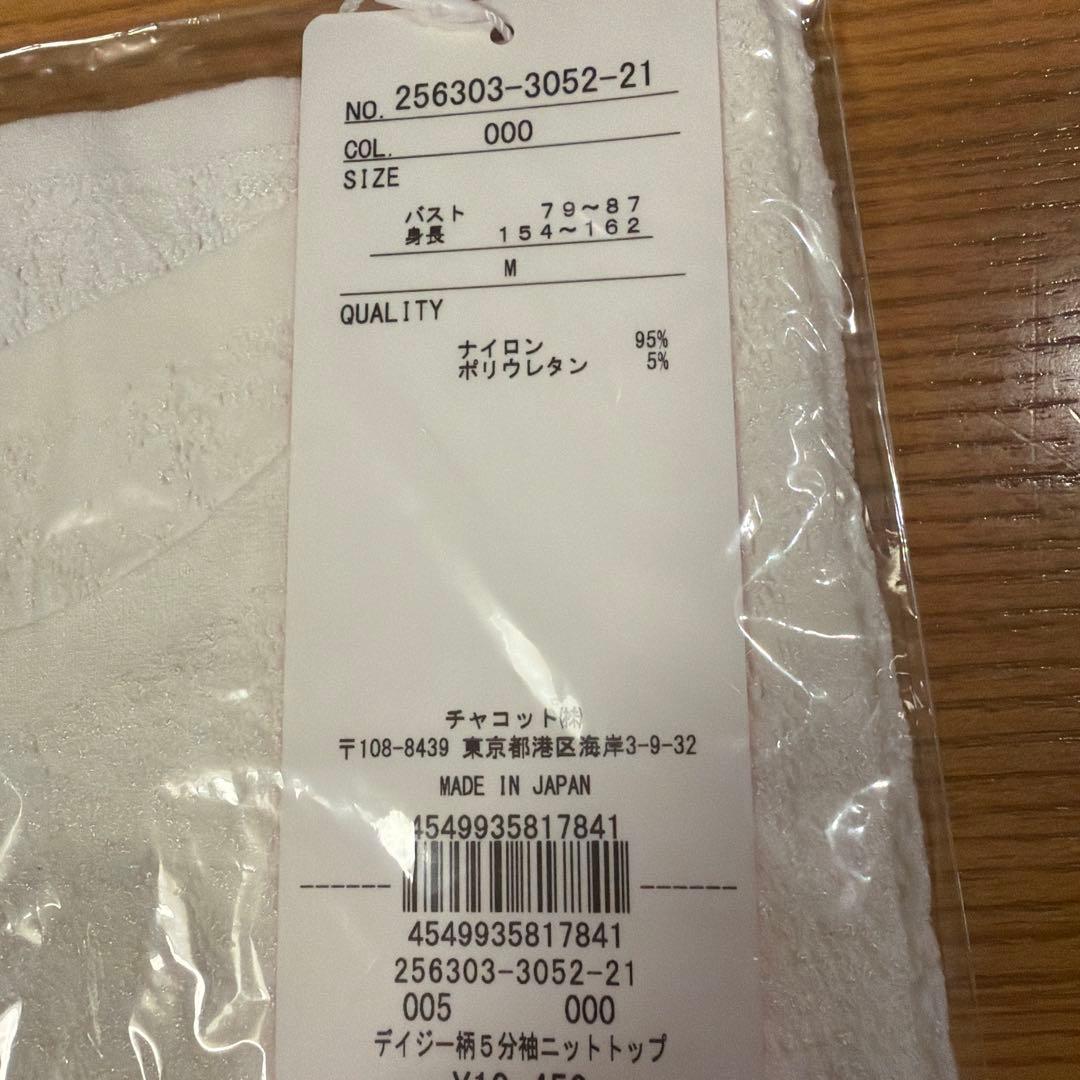 NO. 256303-3052-21
COL. 000
SIZE
バスト 79～87
身長 154～162
M
QUALITY
ナイロン 95%
ポリウレタン 5%
チャコット㈱
〒108-8439 東京都港区海岸3-9-32
MADE IN JAPAN
4549935817841
4549935817841
256303-3052-21
005 000
デイジー柄5分袖ニットトップ